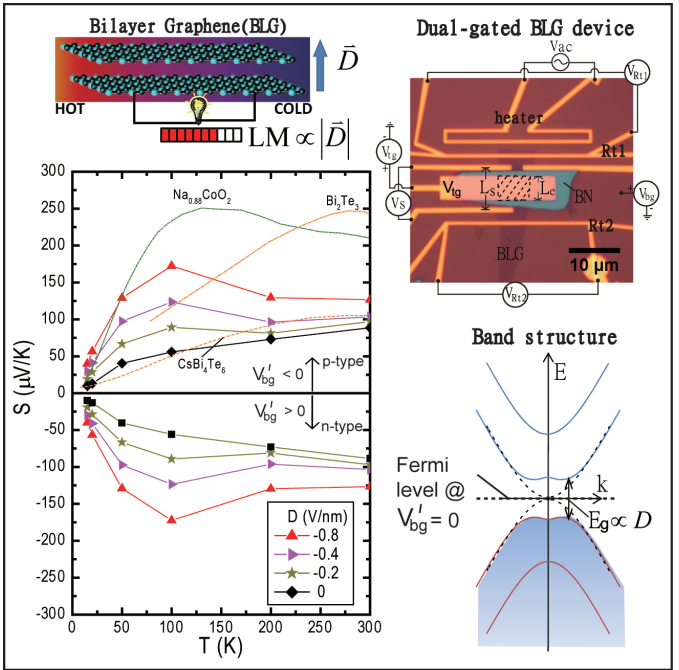 Bilayer Graphene(BLG)
D
HOT
COLD
LM ∝ |D|
Dual-gated BLG device
Vac
VRt1
heater
Rt1
Vtg
+
Vtg
Ls
Lc
BN
+
Vbg
VS
Rt2
BLG
10 μm
VRt2
300
250
200
150
100
50
0
-50
-100
-150
-200
-250
-300
S (μV/K)
Na0.88CoO2
Bi2Te3
CsBi4Te6
V'bg < 0
p-type
V'bg > 0
n-type
D (V/nm)
-0.8
-0.4
-0.2
0
0 50 100 150 200 250 300
T (K)
Band structure
E
k
Fermi
level @
V'bg = 0
Eg ∝ D